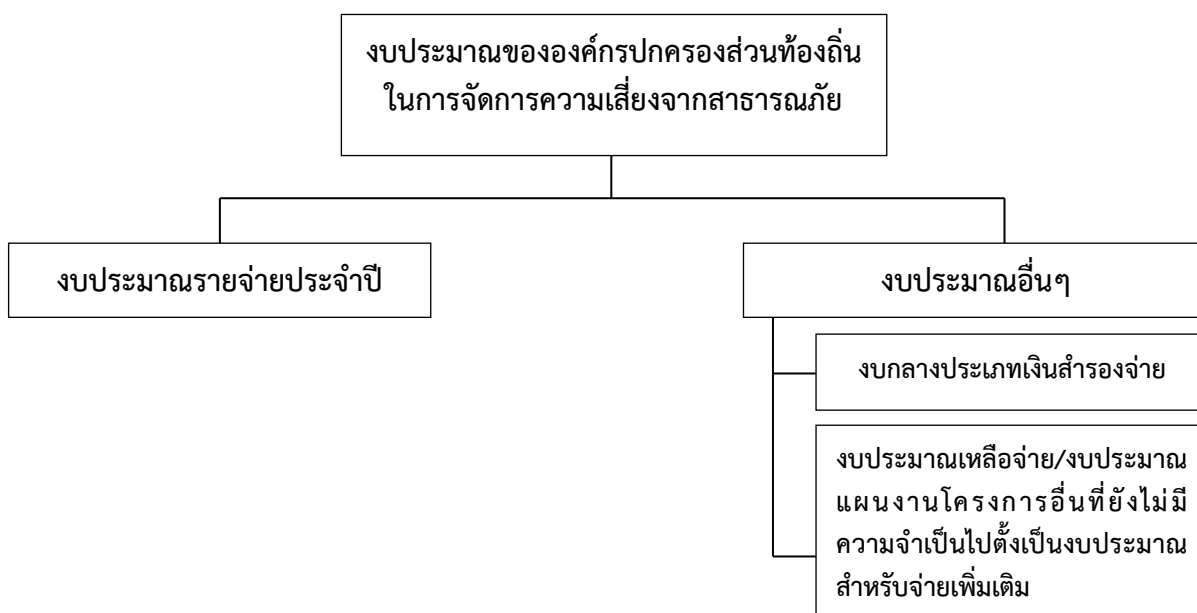 งบประมาณขององค์กรปกครองส่วนท้องถิ่น
ในการจัดการความเสี่ยงจากสาธารณภัย
งบประมาณรายจ่ายประจำปี
งบประมาณอื่นๆ
งบกลางประเภทเงินสำรองจ่าย
งบประมาณเหลือจ่าย/งบประมาณ
แผนงานโครงการอื่นที่ยังไม่มี
ความจำเป็นไปตั้งเป็นงบประมาณ
สำหรับจ่ายเพิ่มเติม